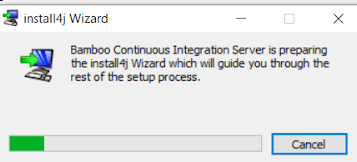 install4j Wizard
Bamboo Continuous Integration Server is preparing
the install4j Wizard which will guide you through the
rest of the setup process.
Cancel